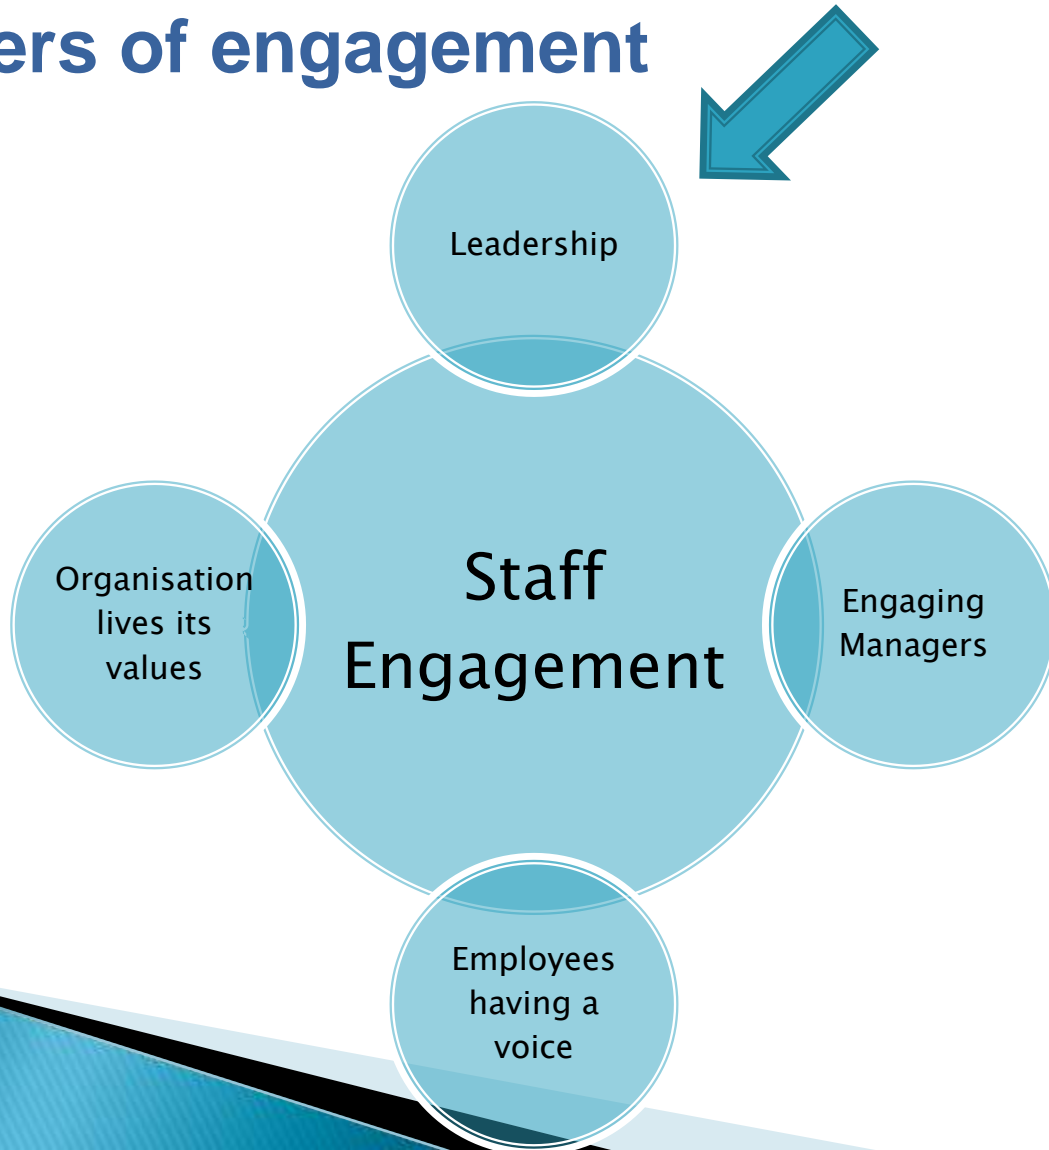 ers of engagement
Leadership
Organisation
lives its
values
Staff
Engagement
Engaging
Managers
Employees
having a
voice